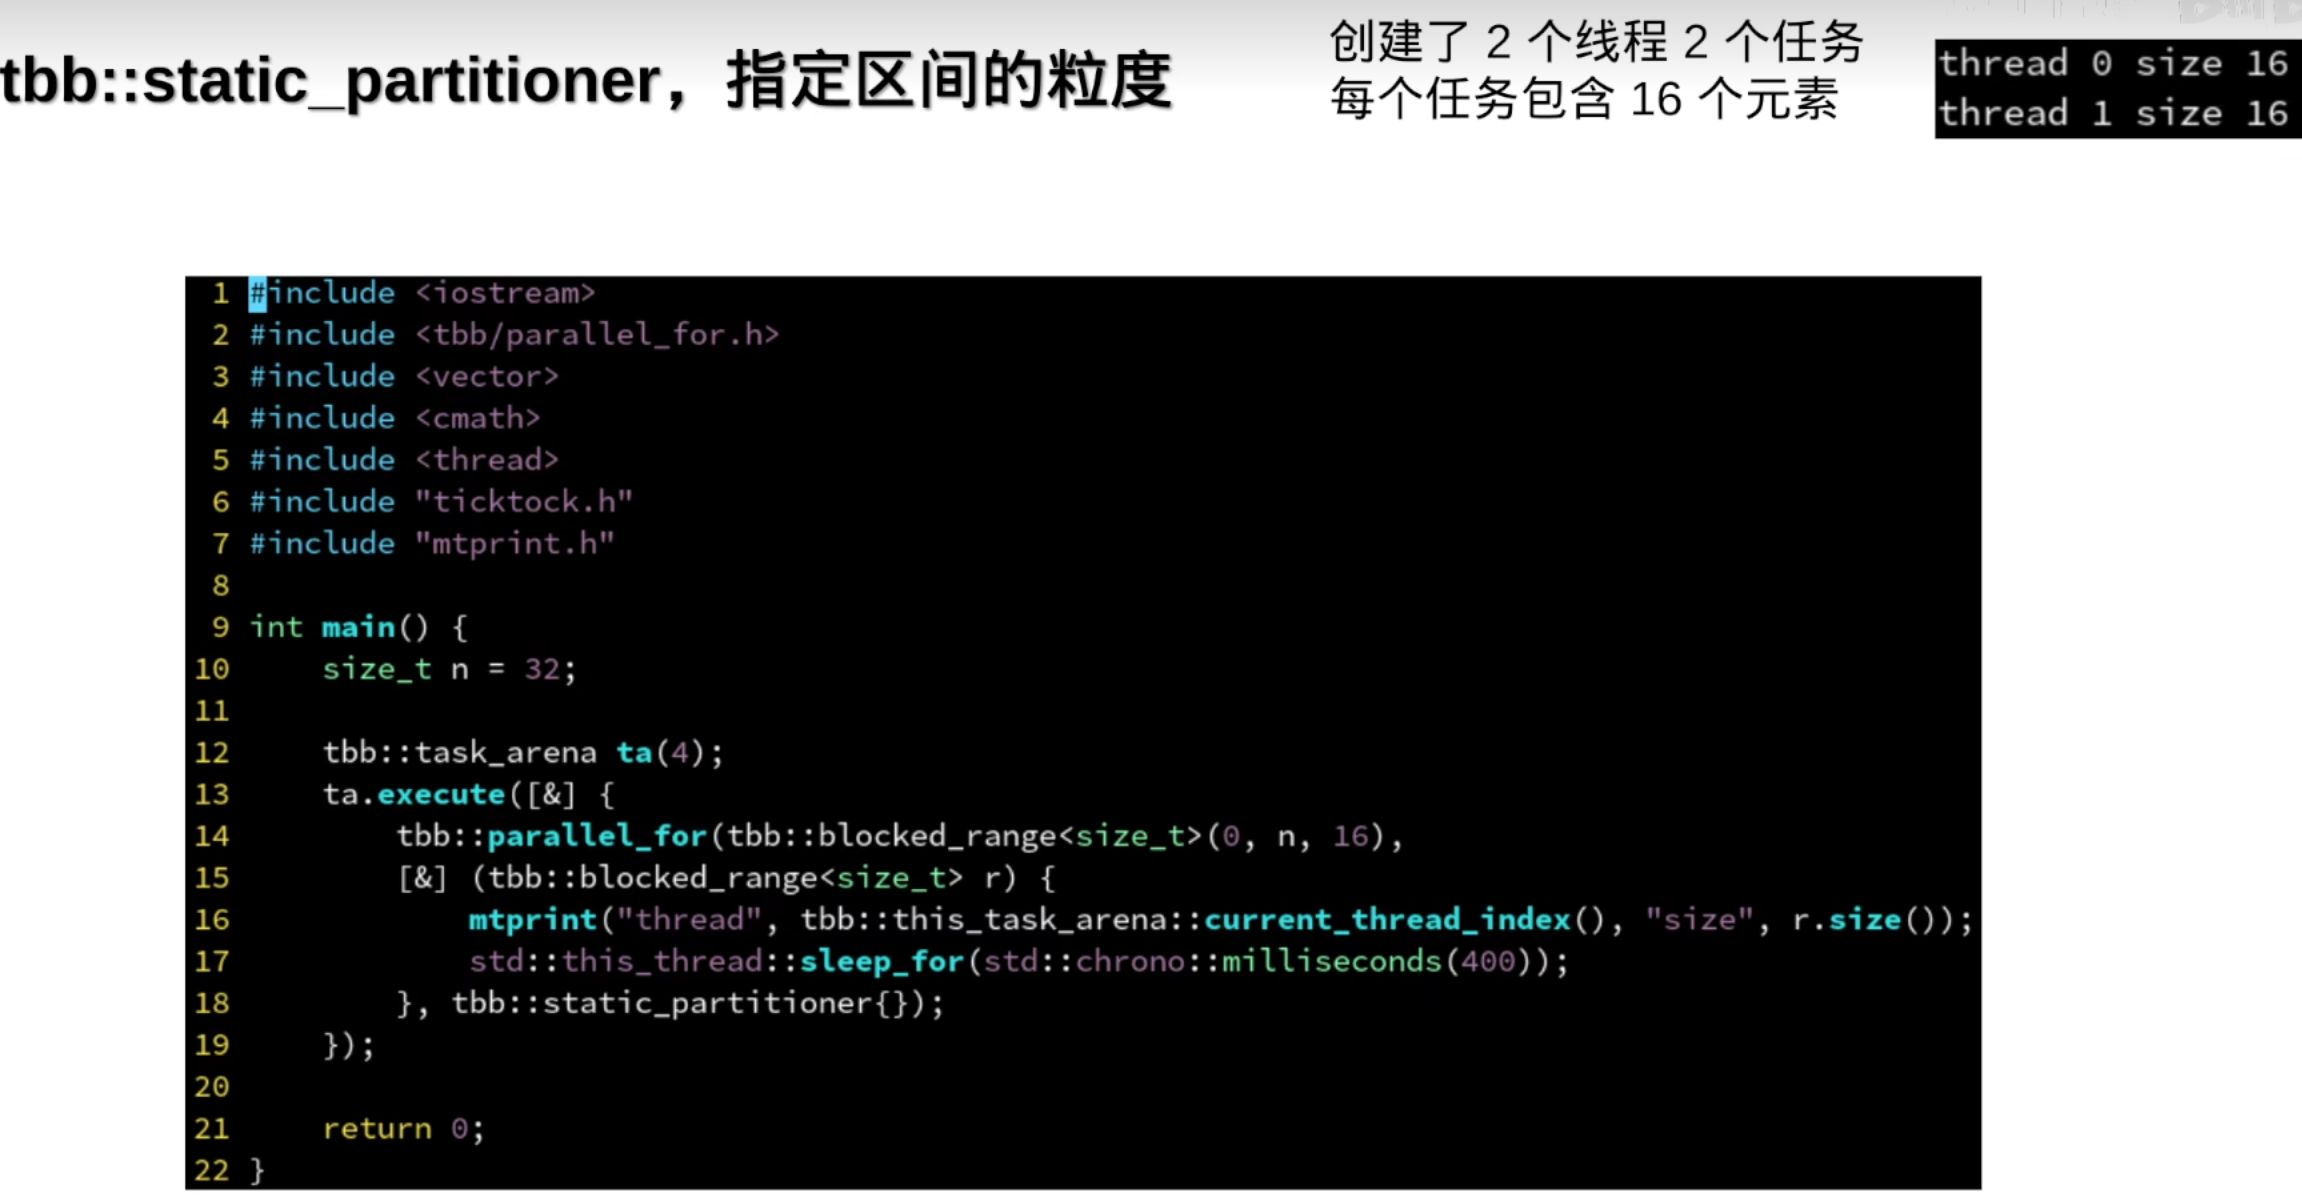 tbb::static_partitioner，指定区间的粒度
创建了 2 个线程 2 个任务
每个任务包含 16 个元素
thread 0 size 16
thread 1 size 16
1 #include <iostream>
2 #include <tbb/parallel_for.h>
3 #include <vector>
4 #include <cmath>
5 #include <thread>
6 #include "ticktock.h"
7 #include "mtprint.h"
8
9 int main() {
10     size_t n = 32;
11
12     tbb::task_arena ta(4);
13     ta.execute([&] {
14         tbb::parallel_for(tbb::blocked_range<size_t>(0, n, 16),
15         [&] (tbb::blocked_range<size_t> r) {
16             mtprint("thread", tbb::this_task_arena::current_thread_index(), "size", r.size());
17             std::this_thread::sleep_for(std::chrono::milliseconds(400));
18         }, tbb::static_partitioner{});
19     });
20
21     return 0;
22 }